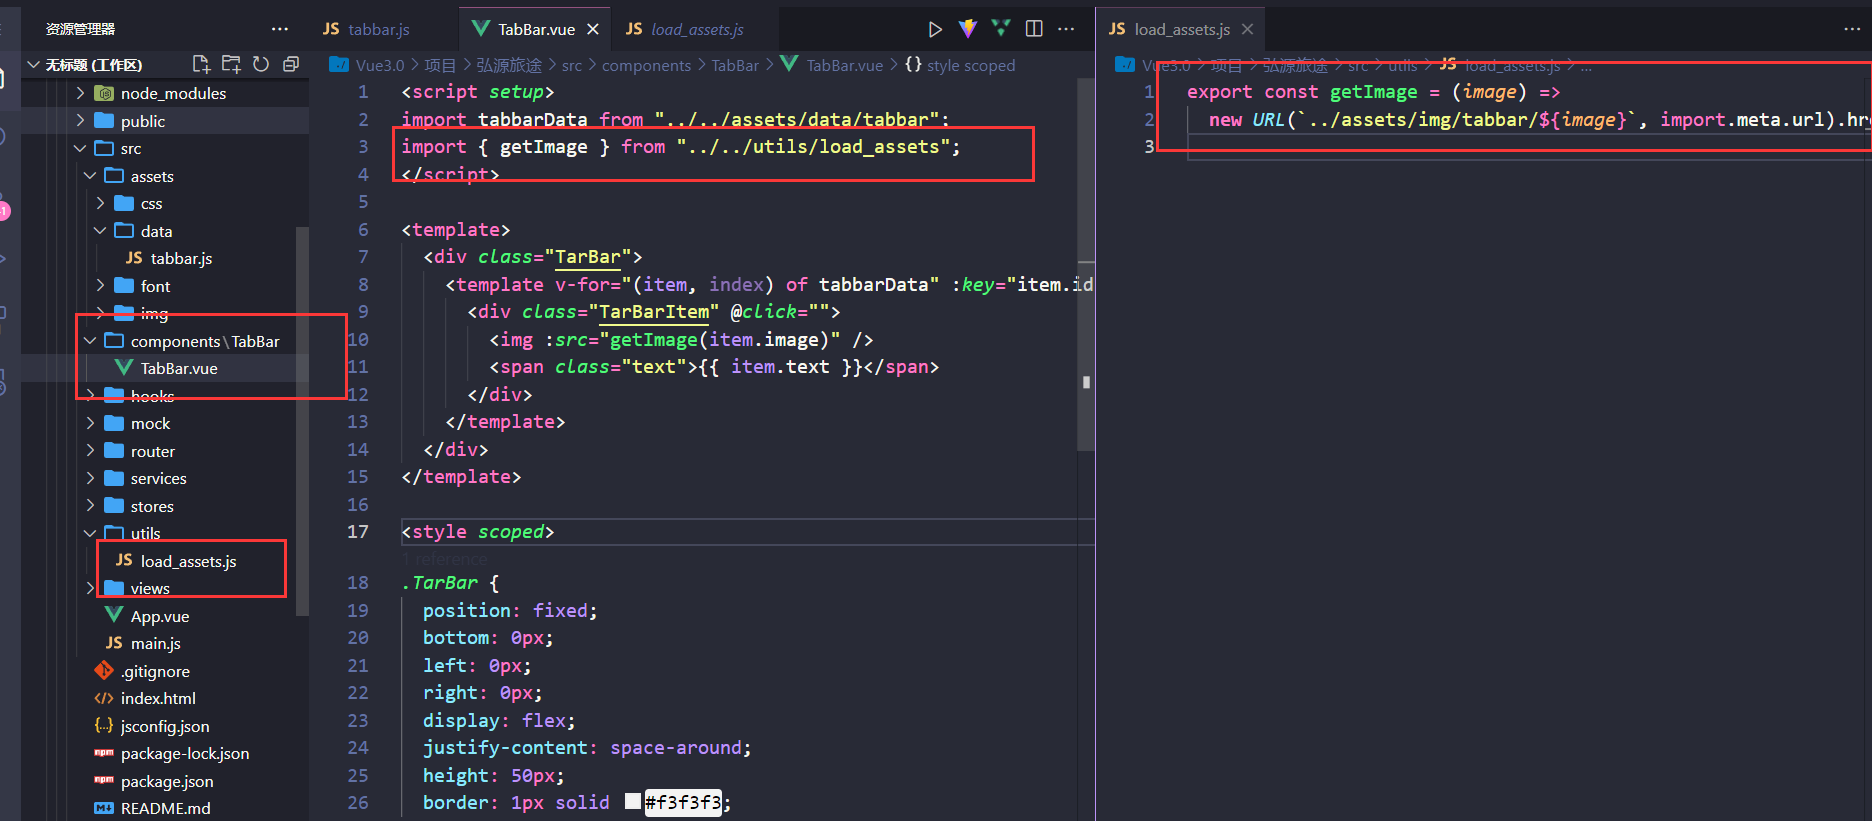 资源管理器
无标题 (工作区)
node_modules
public
src
assets
css
data
JS tabbar.js
font
img
components\TabBar
TabBar.vue
hooks
mock
router
services
stores
utils
JS load_assets.js
views
App.vue
JS main.js
.gitignore
index.html
jsconfig.json
package-lock.json
package.json
README.md
JS tabbar.js
TabBar.vue
JS load_assets.js
Vue3.0 > 项目 > 弘源旅途 > src > components > TabBar > TabBar.vue > {} style scoped
1 <script setup>
2 import tabbarData from "../../assets/data/tabbar";
3 import { getImage } from "../../utils/load_assets";
4 </script>
5
6 <template>
7 <div class="TarBar">
8 <template v-for="(item, index) of tabbarData" :key="item.id
9 <div class="TarBarItem" @click="">
10 <img :src="getImage(item.image)" />
11 <span class="text">{{ item.text }}</span>
12 </div>
13 </template>
14 </div>
15 </template>
16
17 <style scoped>
1 reference
18 .TarBar {
19 position: fixed;
20 bottom: 0px;
21 left: 0px;
22 right: 0px;
23 display: flex;
24 justify-content: space-around;
25 height: 50px;
26 border: 1px solid #f3f3f3;
JS load_assets.js
Vue3.0 > 项目 > 弘源旅途 > src > utils > JS load_assets.js > ...
1 export const getImage = (image) =>
2 new URL(`../assets/img/tabbar/${image}`, import.meta.url).hre
3